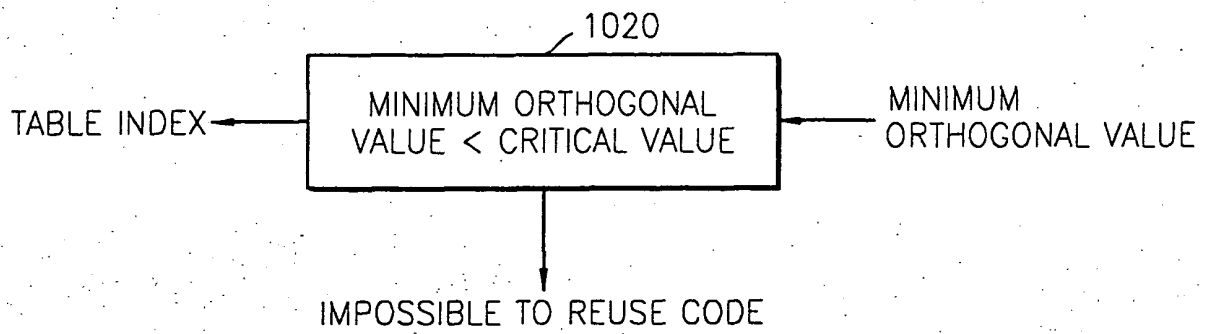 1020
TABLE INDEX
MINIMUM ORTHOGONAL
VALUE < CRITICAL VALUE
MINIMUM
ORTHOGONAL VALUE
IMPOSSIBLE TO REUSE CODE